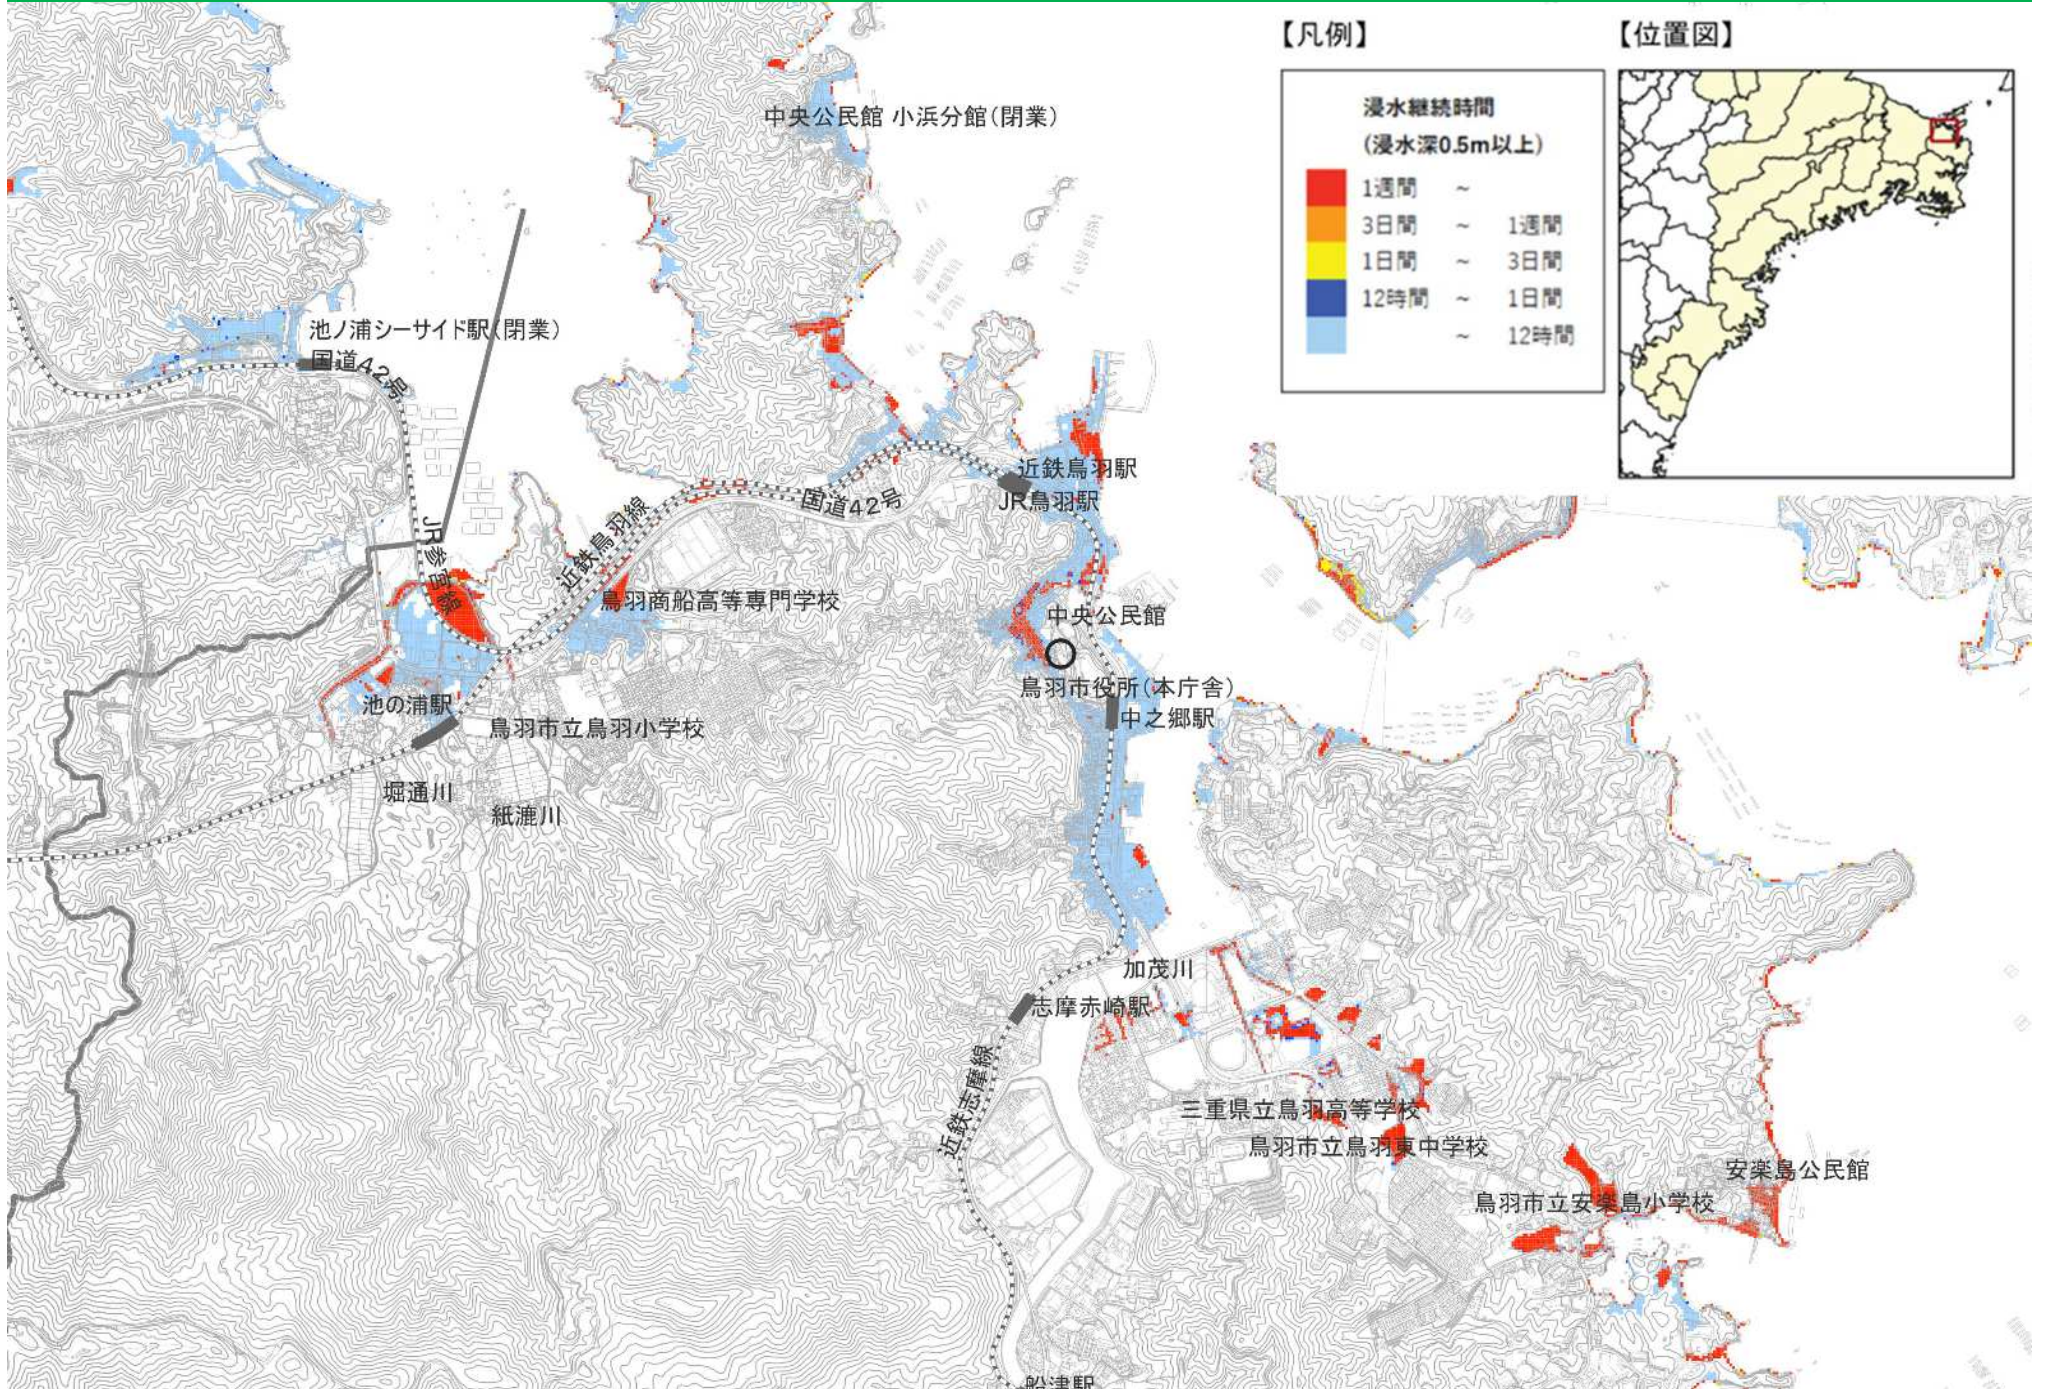 【凡例】
【位置図】
浸水継続時間
(浸水深0.5m以上)
1週間 ~
3日間 ~ 1週間
1日間 ~ 3日間
12時間 ~ 1日間
~ 12時間
中央公民館 小浜分館(閉業)
池ノ浦シーサイド駅(閉業)
国道42号
近鉄鳥羽駅
JR鳥羽駅
国道42号
近鉄鳥羽線
JR参宮線
鳥羽商船高等専門学校
中央公民館
鳥羽市役所(本庁舎)
池の浦駅
中之郷駅
鳥羽市立鳥羽小学校
堀通川
紙漉川
加茂川
志摩赤崎駅
近鉄志摩線
三重県立鳥羽高等学校
鳥羽市立鳥羽東中学校
安楽島公民館
鳥羽市立安楽島小学校
船津駅